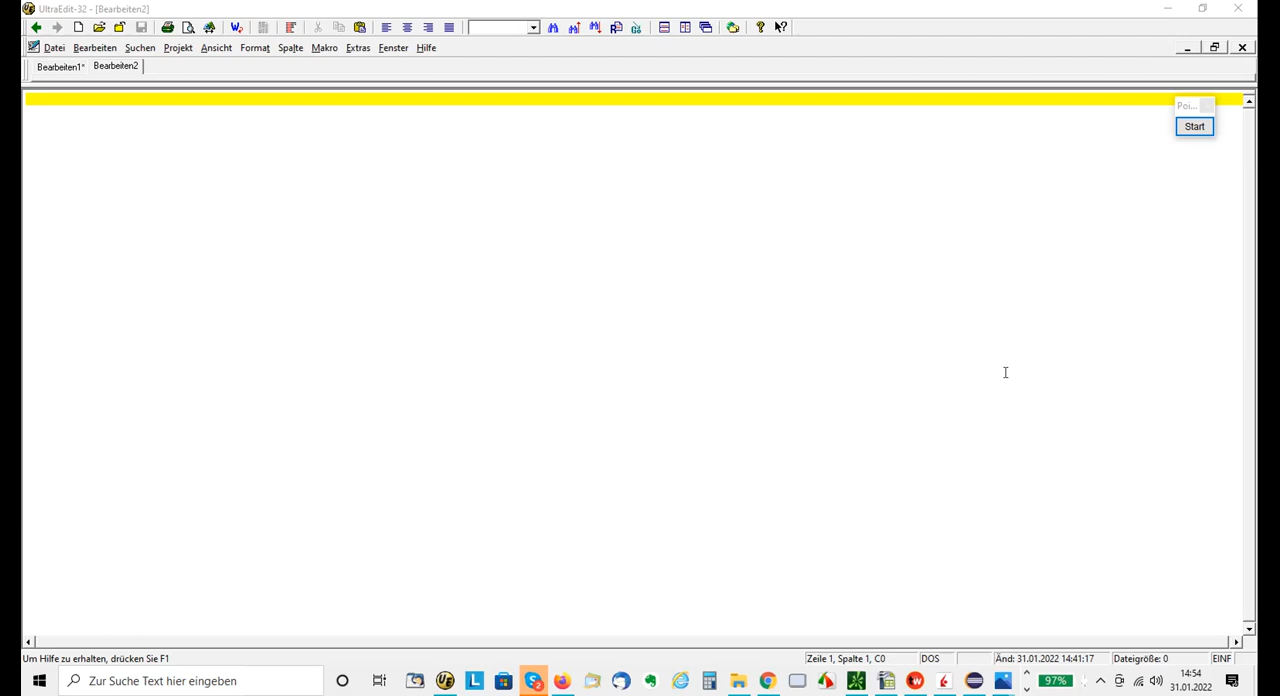 UltraEdit-32 - [Bearbeiten2]
Datei Bearbeiten Suchen Projekt Ansicht Format Spalte Makro Extras Fenster Hilfe
Bearbeiten1* Bearbeiten2
Poi...
Start
Um Hilfe zu erhalten, drücken Sie F1 Zeile 1, Spalte 1, C0 DOS Änd: 31.01.2022 14:41:17 Dateigröße: 0 EINF
Zur Suche Text hier eingeben 97% 14:54
31.01.2022